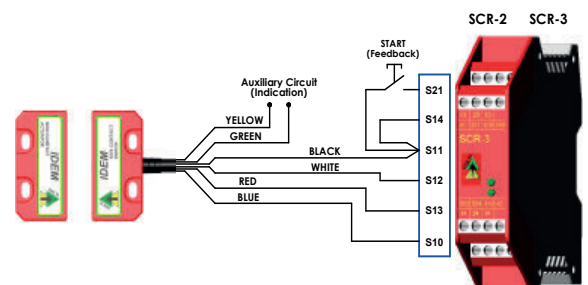 SCR-2 SCR-3
START
(Feedback)
Auxiliary Circuit
(Indication)
YELLOW
GREEN
BLACK
WHITE
RED
BLUE
S21
S14
S11
S12
S13
S10
IDEM
IDEM
SCR-3